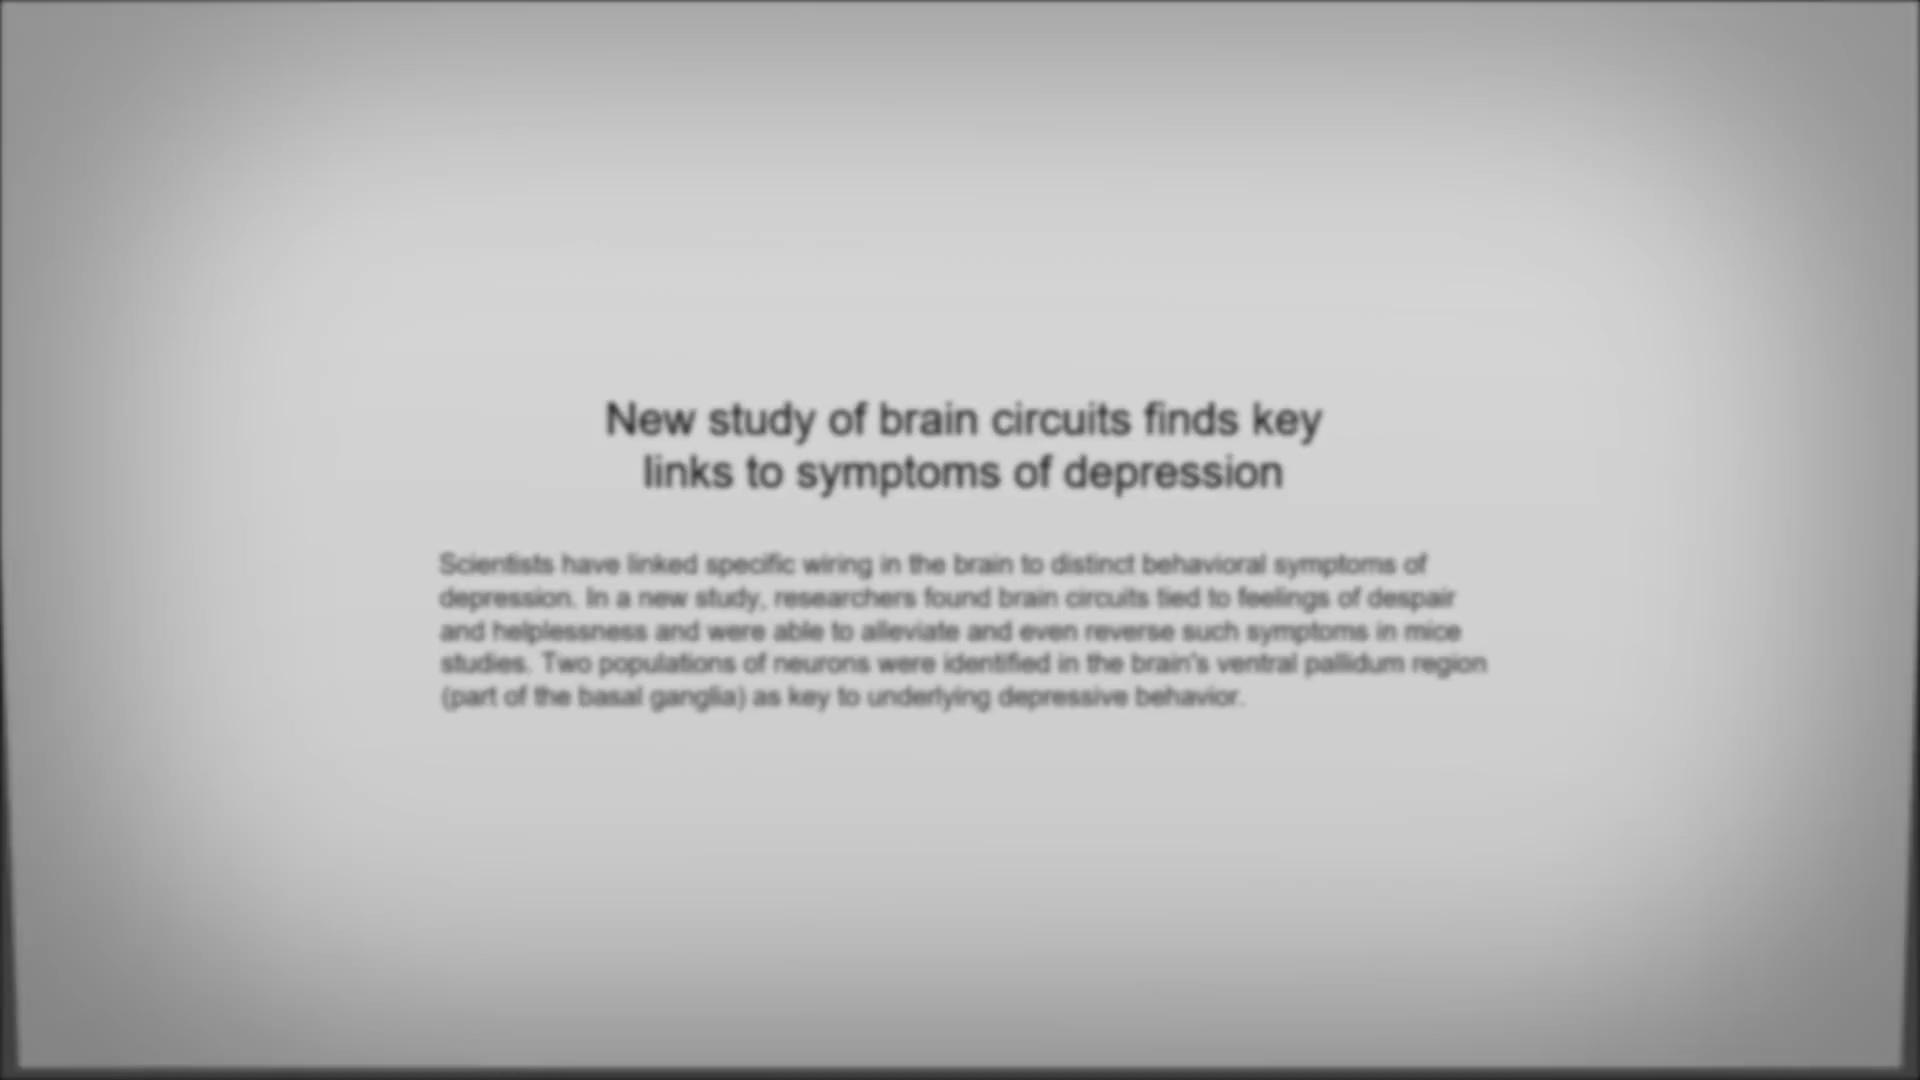 New study of brain circuits finds key
links to symptoms of depression
Scientists have linked specific wiring in the brain to distinct behavioral symptoms of
depression. In a new study, researchers found brain circuits tied to feelings of despair
and helplessness and were able to alleviate and even reverse such symptoms in mice
studies. Two populations of neurons were identified in the brain's ventral pallidum region
(part of the basal ganglia) as key to underlying depressive behavior.